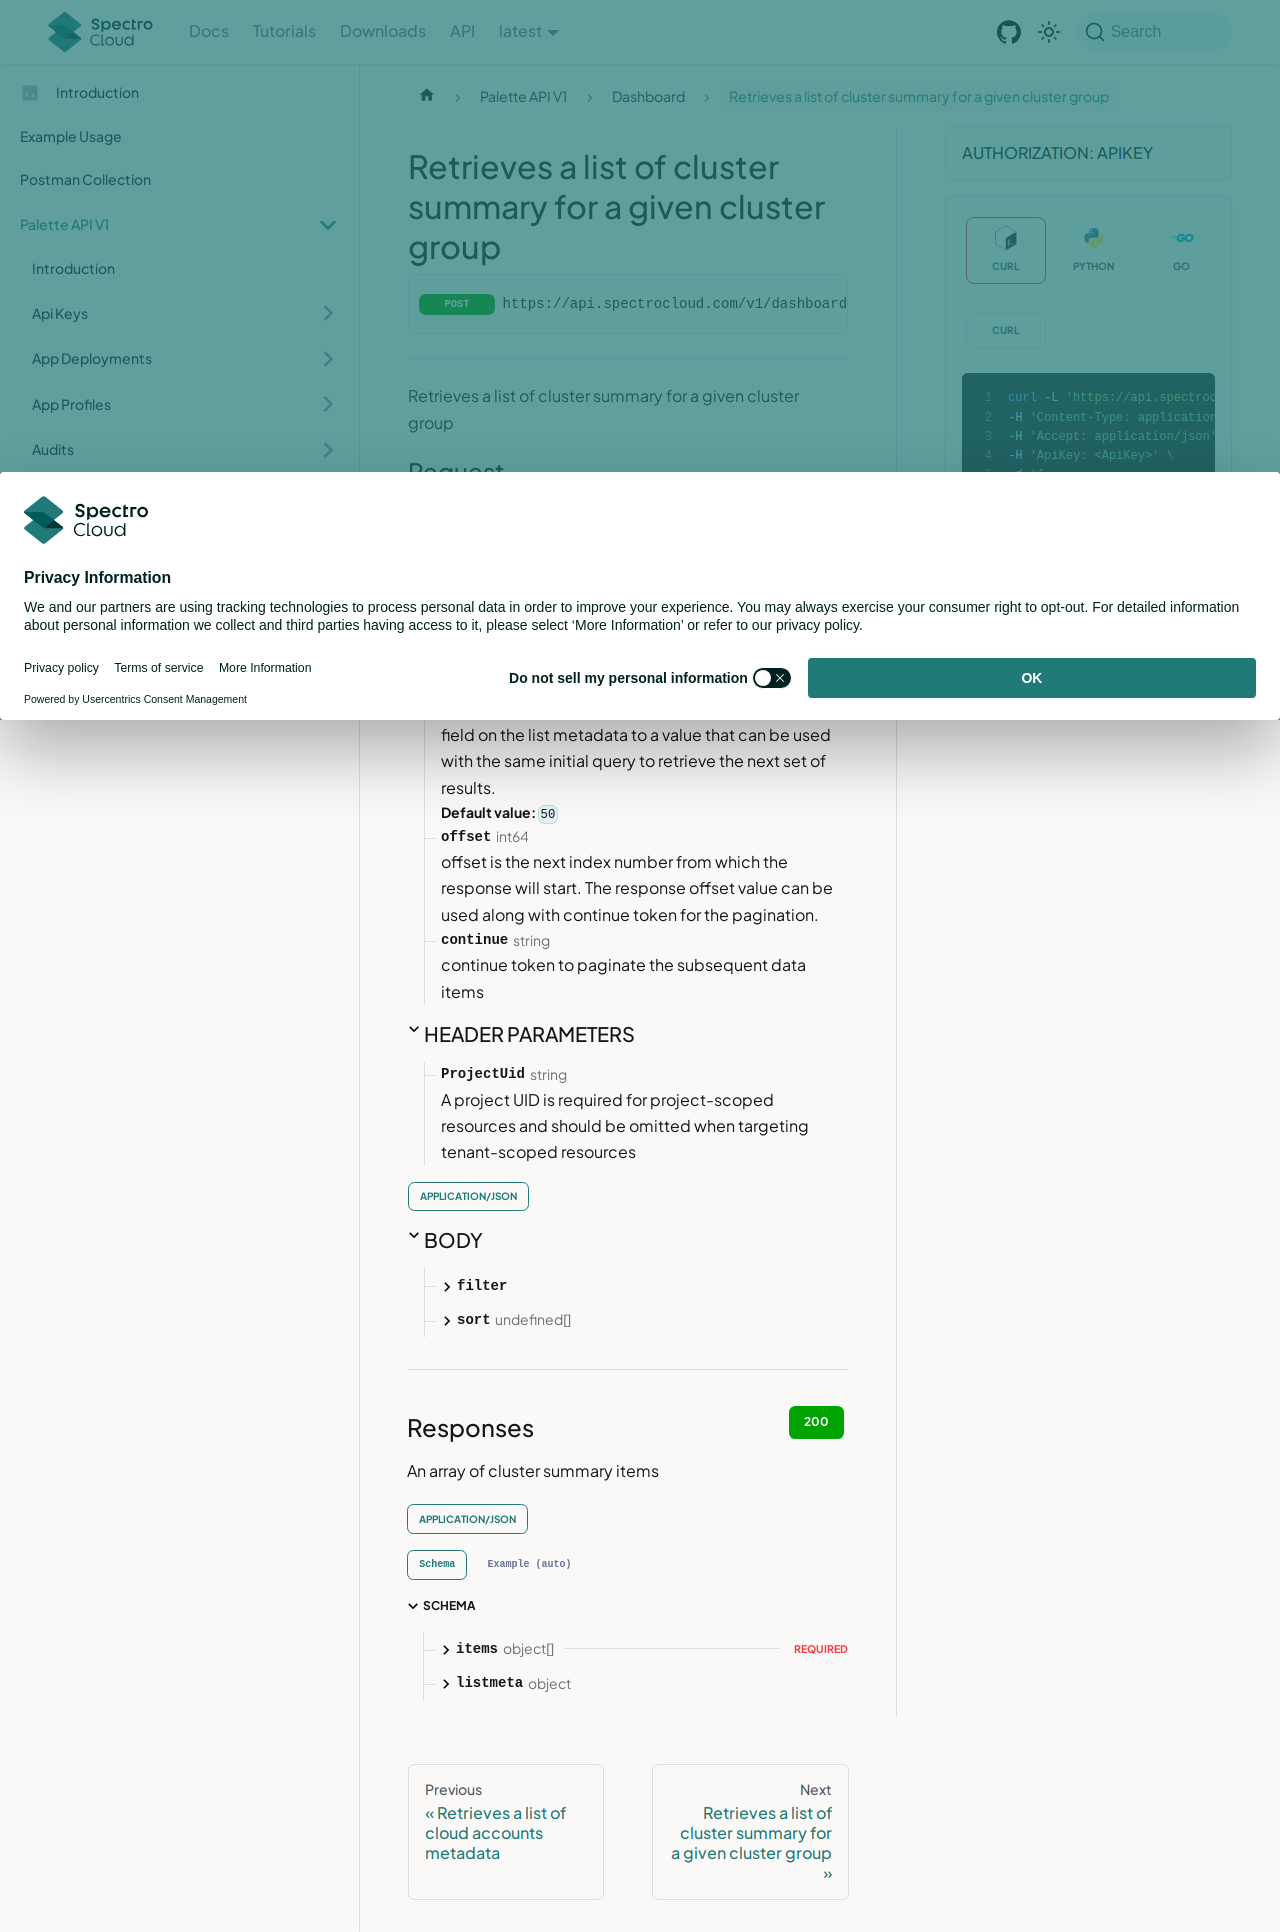 Spectro Cloud
Docs
Tutorials
Downloads
API
latest
Search
Introduction
Example Usage
Postman Collection
Palette API V1
Introduction
Api Keys
App Deployments
App Profiles
Audits
Palette API V1
Dashboard
Retrieves a list of cluster summary for a given cluster group
Retrieves a list of cluster
summary for a given cluster
group
POST
https://api.spectrocloud.com/v1/dashboard
Retrieves a list of cluster summary for a given cluster
group
Request
AUTHORIZATION: APIKEY
CURL
PYTHON
GO
CURL
1 curl -L 'https://api.spectroc
2 -H 'Content-Type: application
3 -H 'Accept: application/json'
4 -H 'ApiKey: <ApiKey>' \
Spectro
Cloud
Privacy Information
We and our partners are using tracking technologies to process personal data in order to improve your experience. You may always exercise your consumer right to opt-out. For detailed information
about personal information we collect and third parties having access to it, please select ‘More Information’ or refer to our privacy policy.
Privacy policy
Terms of service
More Information
Do not sell my personal information
OK
Powered by Usercentrics Consent Management
field on the list metadata to a value that can be used
with the same initial query to retrieve the next set of
results.
Default value: 50
offset int64
offset is the next index number from which the
response will start. The response offset value can be
used along with continue token for the pagination.
continue string
continue token to paginate the subsequent data
items
HEADER PARAMETERS
ProjectUid string
A project UID is required for project-scoped
resources and should be omitted when targeting
tenant-scoped resources
APPLICATION/JSON
BODY
filter
sort undefined[]
Responses
200
An array of cluster summary items
APPLICATION/JSON
Schema
Example (auto)
SCHEMA
items object[]
REQUIRED
listmeta object
Previous
« Retrieves a list of
cloud accounts
metadata
Next
Retrieves a list of
cluster summary for
a given cluster group
»